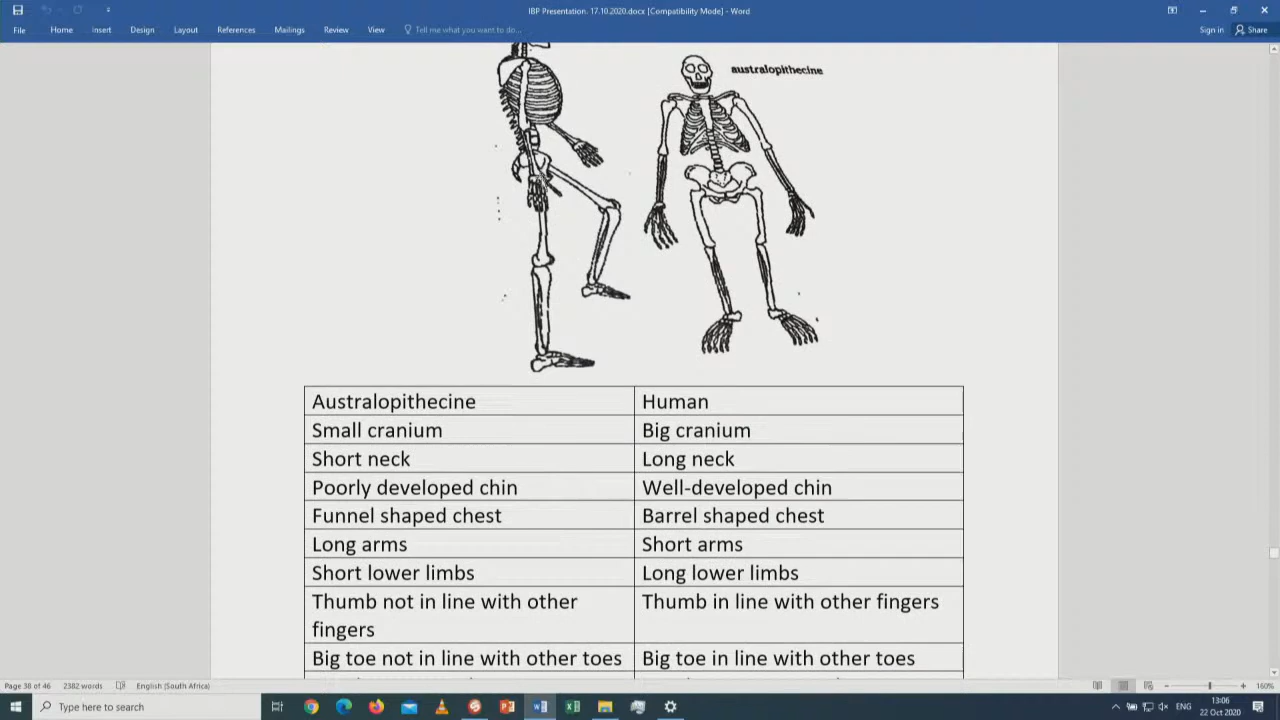 IBP Presentation. 17.10.2020.docx [Compatibility Mode] - Word
File Home Insert Design Layout References Mailings Review View Tell me what you want to do... Sign in Share
australopithecine
Australopithecine Human
Small cranium Big cranium
Short neck Long neck
Poorly developed chin Well-developed chin
Funnel shaped chest Barrel shaped chest
Long arms Short arms
Short lower limbs Long lower limbs
Thumb not in line with other Thumb in line with other fingers
fingers
Big toe not in line with other toes Big toe in line with other toes
Page 38 of 46 2382 words English (South Africa) 160%
Type here to search ENG 13:06
22 Oct 2020